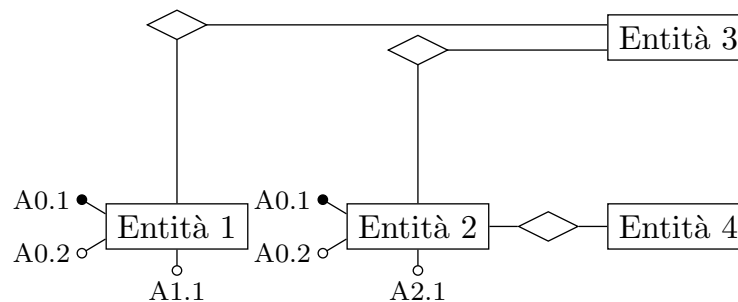 Entità 3
A0.1
A0.1
Entità 1
Entità 2
Entità 4
A0.2
A0.2
A1.1
A2.1